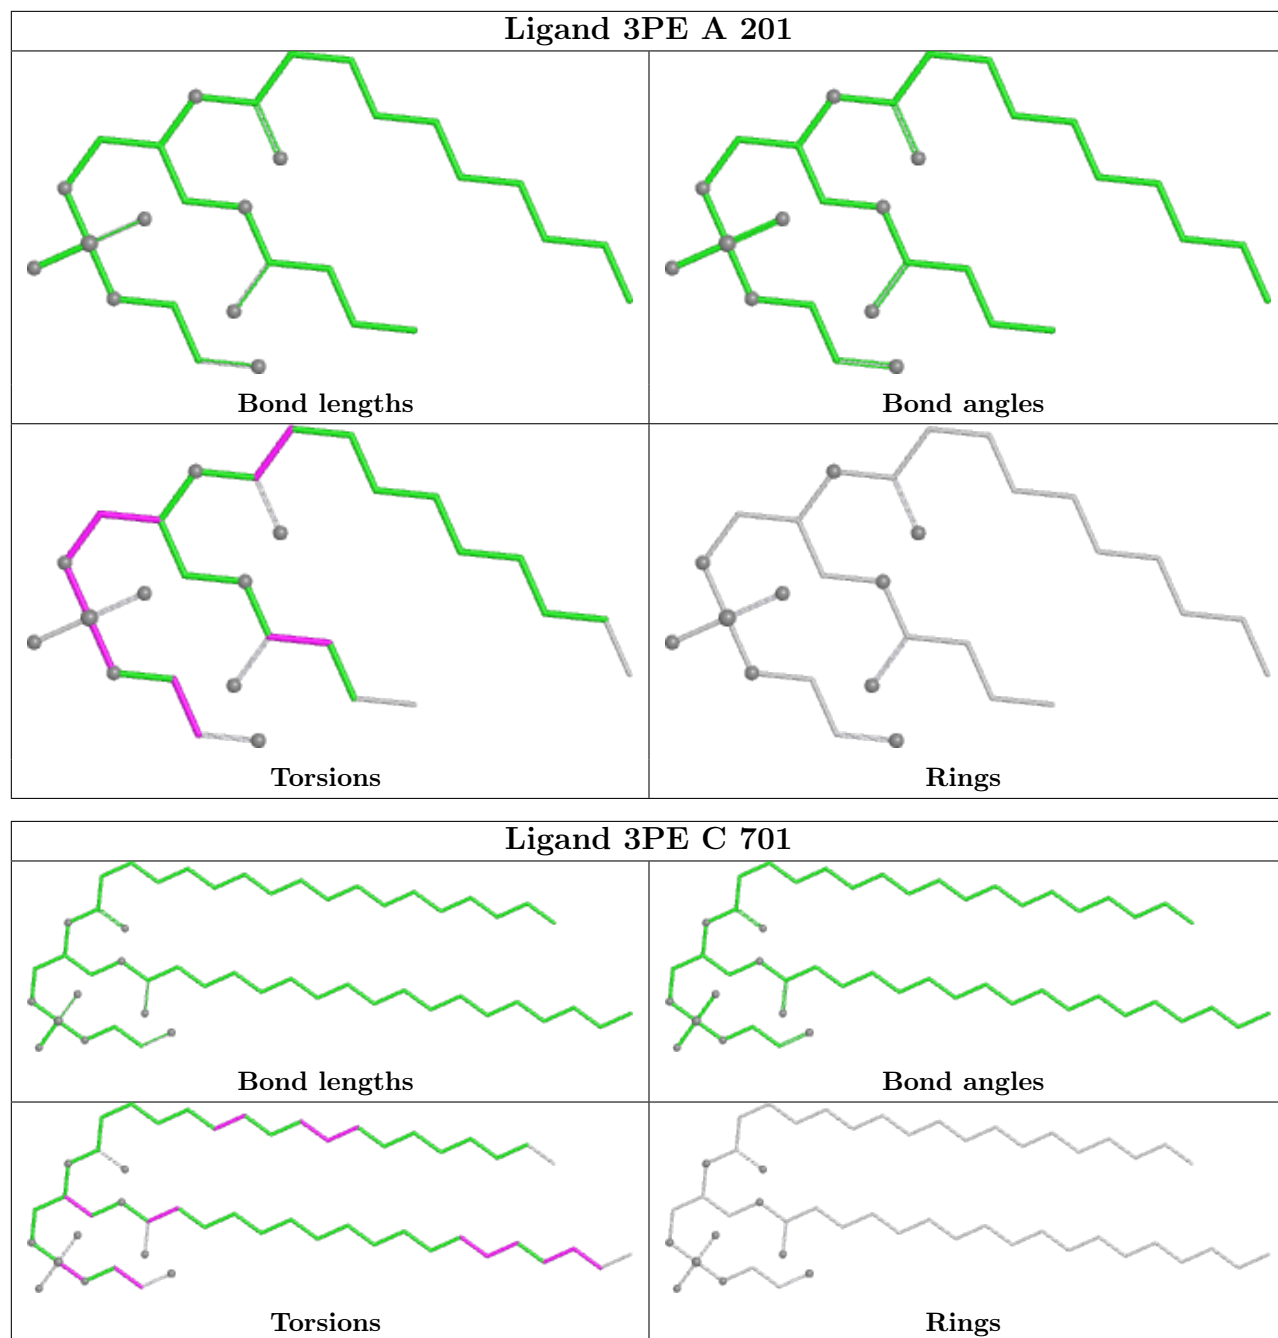 Ligand 3PE A 201
Bond lengths
Bond angles
Torsions
Rings
Ligand 3PE C 701
Bond lengths
Bond angles
Torsions
Rings